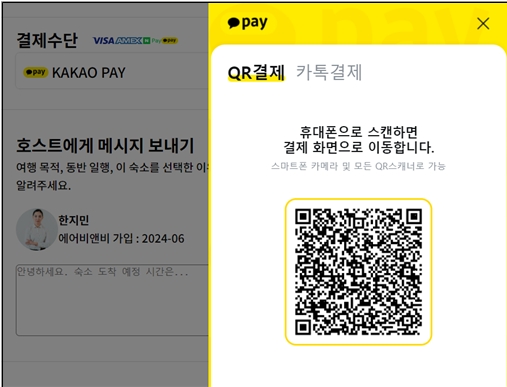 결제수단 VISA AMEX Pay pay
pay KAKAO PAY
호스트에게 메시지 보내기
여행 목적, 동반 일행, 이 숙소를 선택한
알려주세요.
한지민
에어비앤비 가입 : 2024-06
안녕하세요. 숙소 도착 예정 시간은...
pay
QR결제 카톡결제
휴대폰으로 스캔하면
결제 화면으로 이동합니다.
스마트폰 카메라 및 모든 QR스캐너로 가능